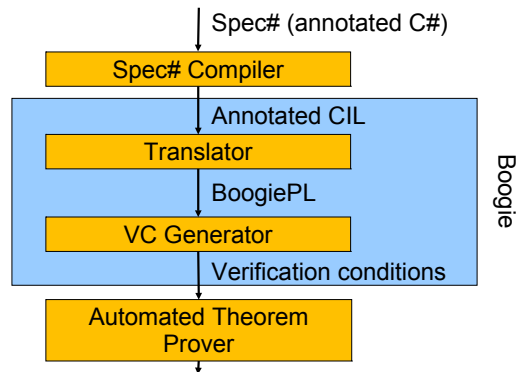 Spec# (annotated C#)
Spec# Compiler
Annotated CIL
Translator
BoogiePL
VC Generator
Verification conditions
Automated Theorem
Prover
Boogie